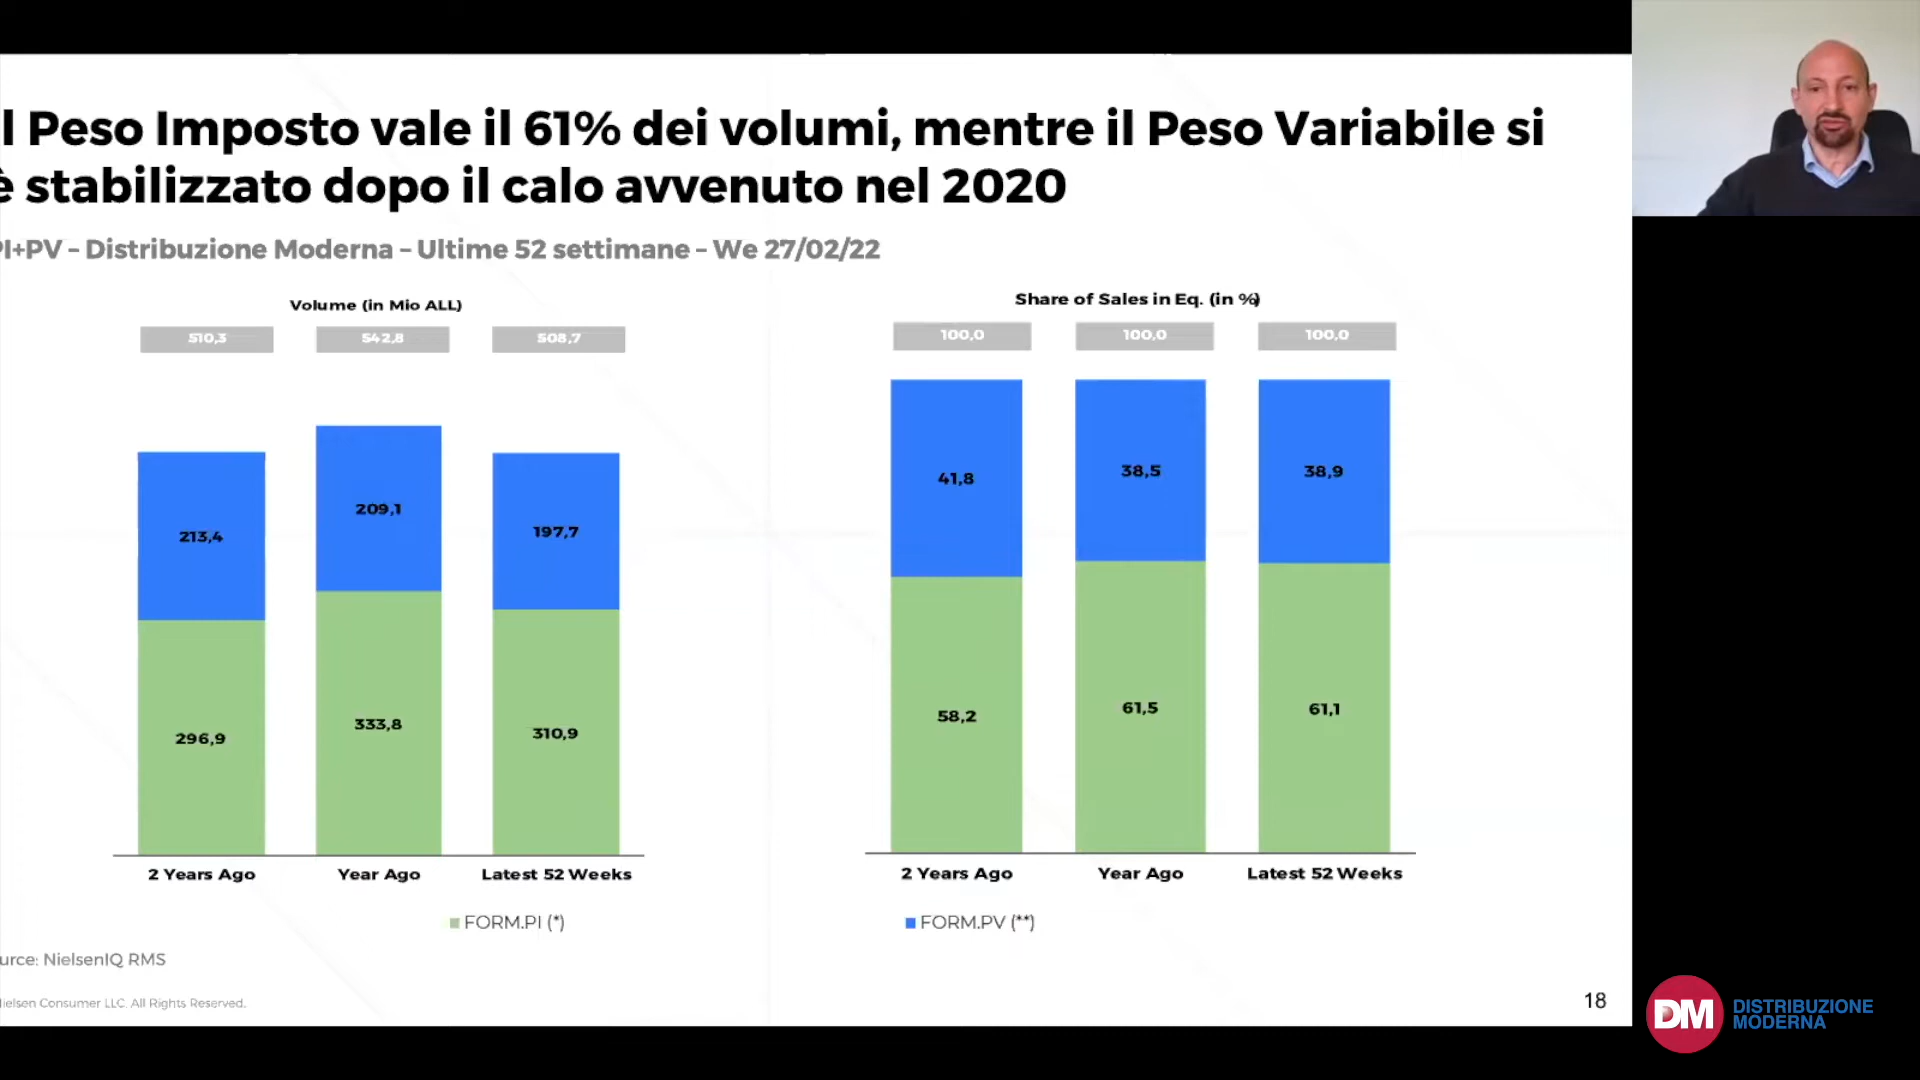 l Peso Imposto vale il 61% dei volumi, mentre il Peso Variabile si
è stabilizzato dopo il calo avvenuto nel 2020
PI+PV – Distribuzione Moderna – Ultime 52 settimane – We 27/02/22
Volume (in Mio ALL)
510,3 542,8 508,7
213,4 209,1 197,7
296,9 333,8 310,9
2 Years Ago Year Ago Latest 52 Weeks
Share of Sales in Eq. (in %)
100,0 100,0 100,0
41,8 38,5 38,9
58,2 61,5 61,1
2 Years Ago Year Ago Latest 52 Weeks
FORM.PI (*) FORM.PV (**)
urce: NielsenIQ RMS
Nielsen Consumer LLC. All Rights Reserved.
18
DM DISTRIBUZIONE
MODERNA